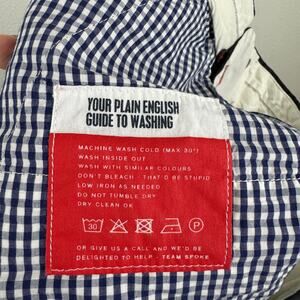 YOUR PLAIN ENGLISH
GUIDE TO WASHING
MACHINE WASH COLD (MAX 30°)
WASH INSIDE OUT
WASH WITH SIMILAR COLOURS
DON'T BLEACH - THAT'D BE STUPID
LOW IRON AS NEEDED
DO NOT TUMBLE DRY
DRY CLEAN OK
30 P
OR GIVE US A CALL AND WE'D BE
DELIGHTED TO HELP - TEAM SPOKE